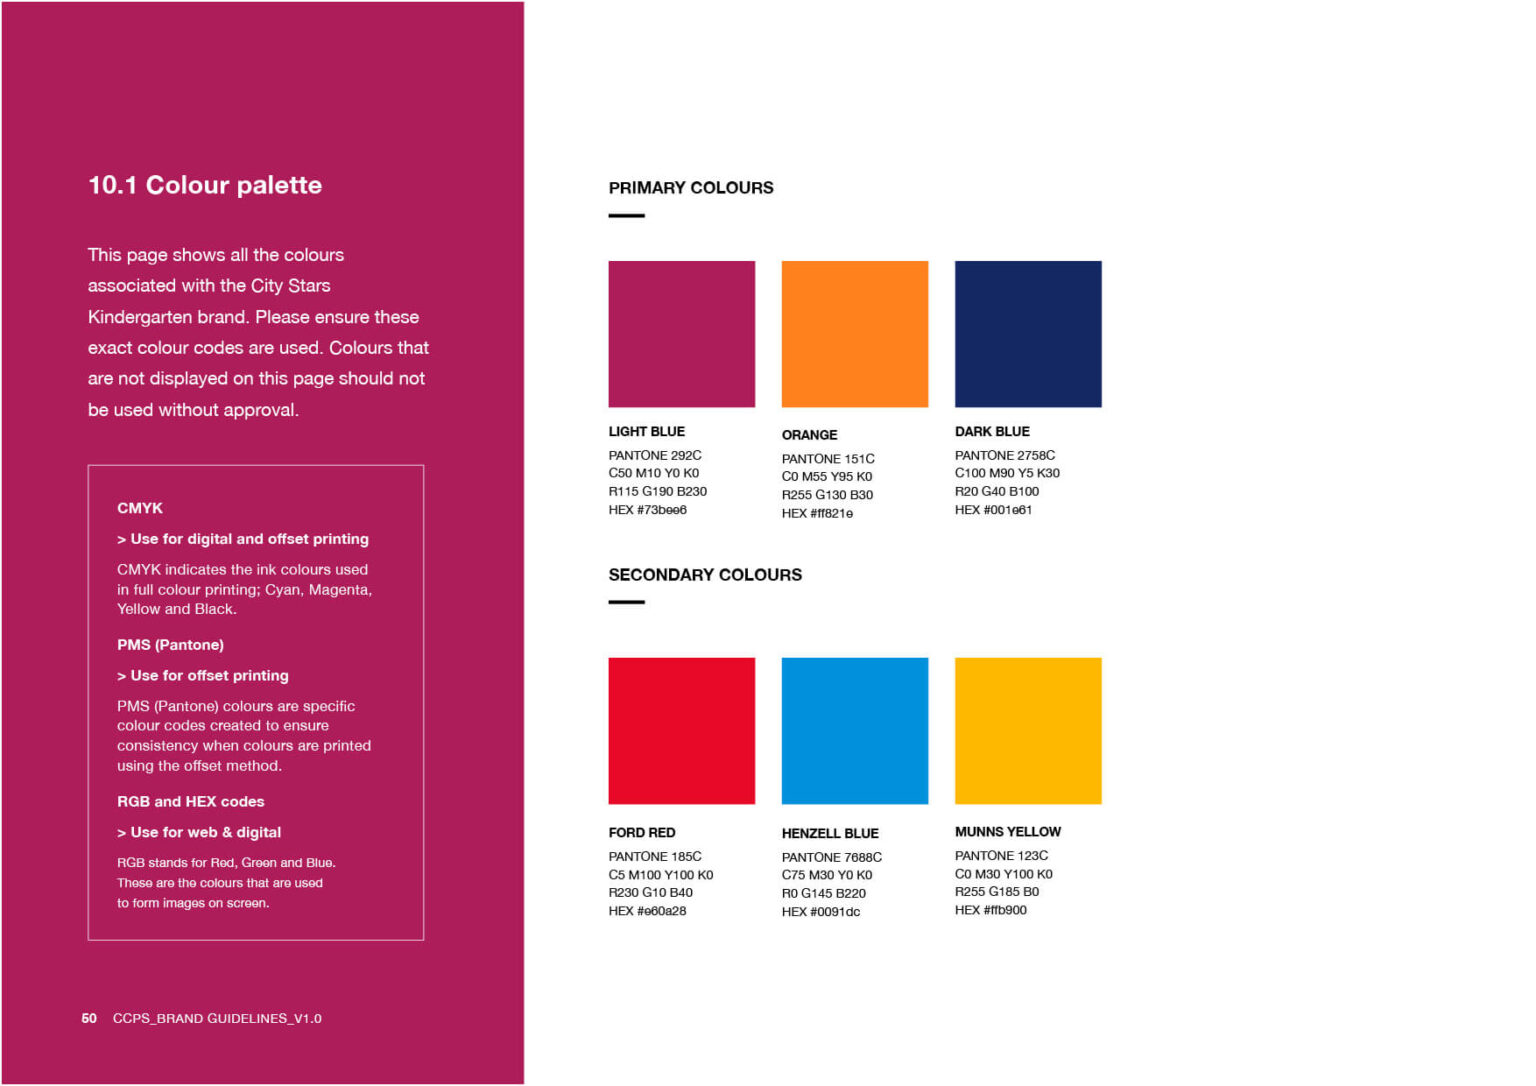 10.1 Colour palette
This page shows all the colours
associated with the City Stars
Kindergarten brand. Please ensure these
exact colour codes are used. Colours that
are not displayed on this page should not
be used without approval.
CMYK
> Use for digital and offset printing
CMYK indicates the ink colours used
in full colour printing; Cyan, Magenta,
Yellow and Black.
PMS (Pantone)
> Use for offset printing
PMS (Pantone) colours are specific
colour codes created to ensure
consistency when colours are printed
using the offset method.
RGB and HEX codes
> Use for web & digital
RGB stands for Red, Green and Blue.
These are the colours that are used
to form images on screen.
50 CCPS_BRAND GUIDELINES_V1.0
PRIMARY COLOURS
LIGHT BLUE
PANTONE 292C
C50 M10 Y0 K0
R115 G190 B230
HEX #73bee6
ORANGE
PANTONE 151C
C0 M55 Y95 K0
R255 G130 B30
HEX #ff821e
DARK BLUE
PANTONE 2758C
C100 M90 Y5 K30
R20 G40 B100
HEX #001e61
SECONDARY COLOURS
FORD RED
PANTONE 185C
C5 M100 Y100 K0
R230 G10 B40
HEX #e60a28
HENZELL BLUE
PANTONE 7688C
C75 M30 Y0 K0
R0 G145 B220
HEX #0091dc
MUNNS YELLOW
PANTONE 123C
C0 M30 Y100 K0
R255 G185 B0
HEX #ffb900